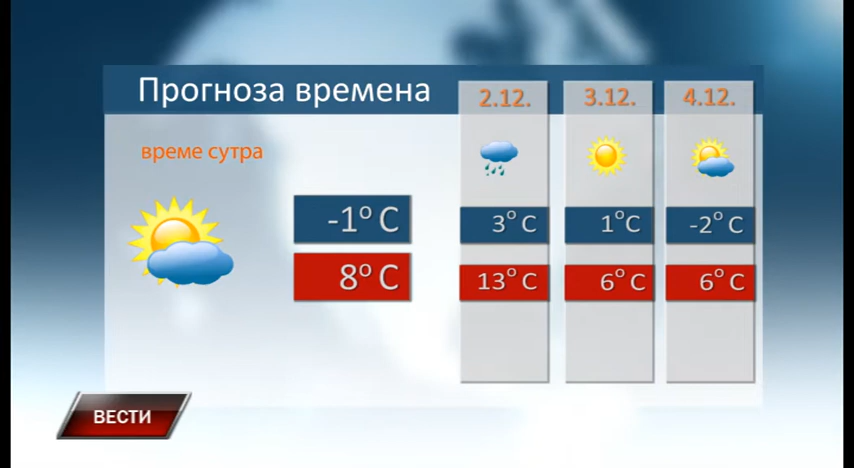 Прогноза времена
време сутра
-1° C
8° C
2.12. 3.12. 4.12.
3° C 1°C -2° C
13° C 6° C 6° C
ВЕСТИ